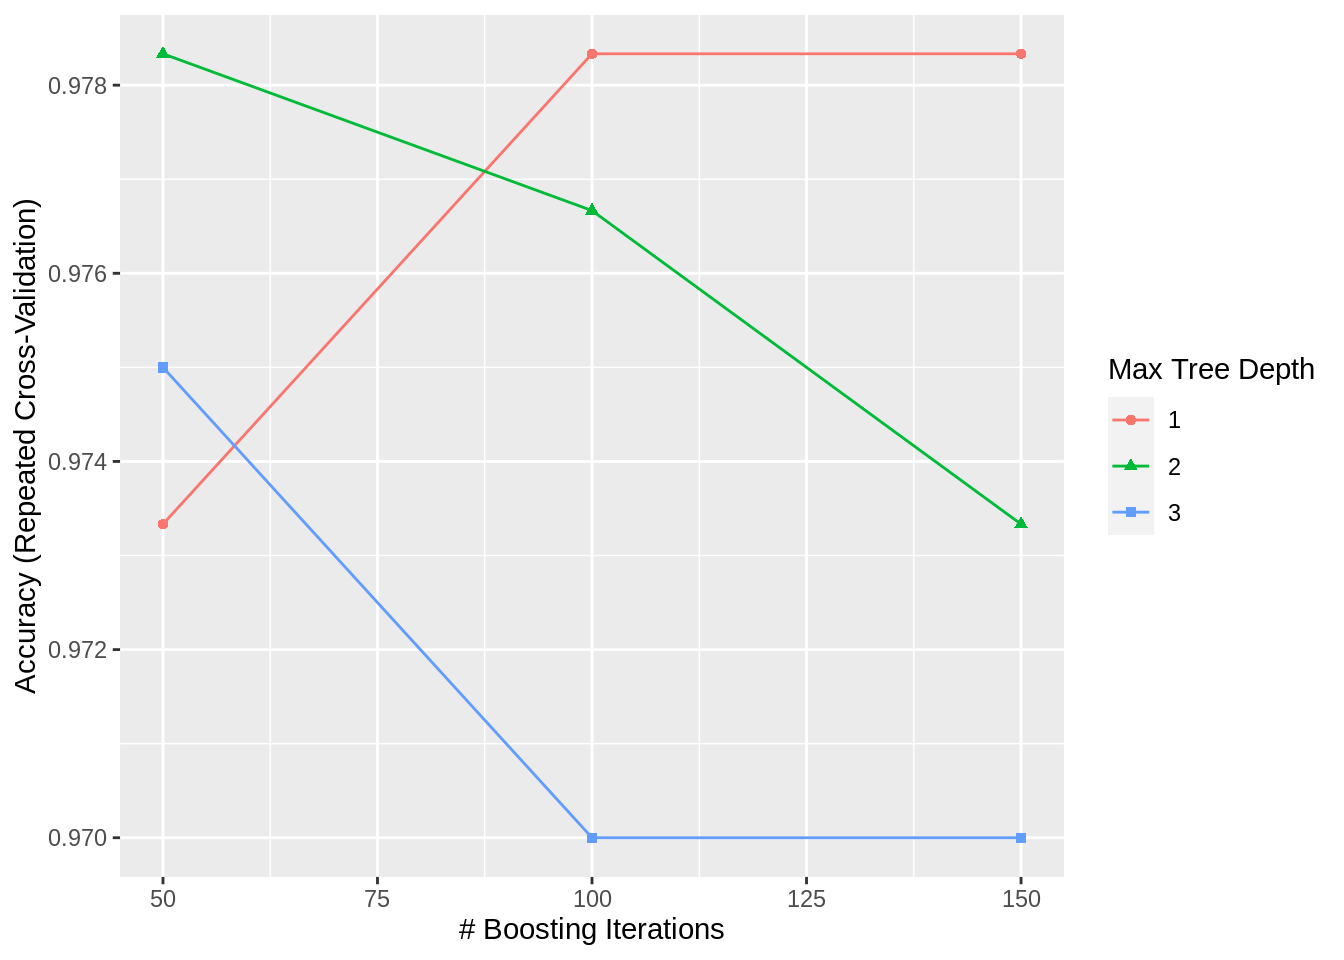 0.978
0.976
0.974
0.972
0.970
Accuracy (Repeated Cross-Validation)
50 75 100 125 150
# Boosting Iterations
Max Tree Depth
1
2
3